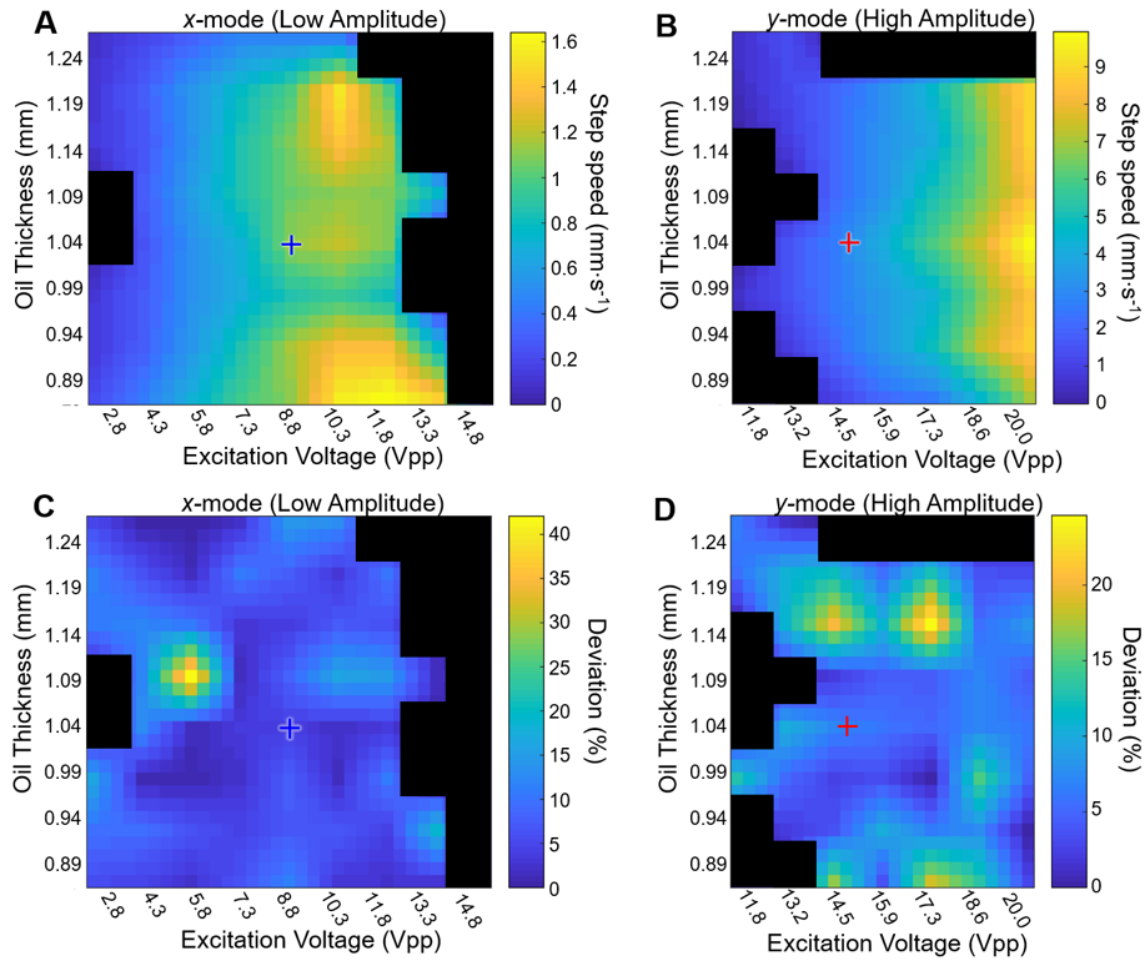 A
x-mode (Low Amplitude)
Oil Thickness (mm)
1.24
1.19
1.14
1.09
1.04
0.99
0.94
0.89
2.8 4.3 5.8 7.3 8.8 10.3 11.8 13.3 14.8
Excitation Voltage (Vpp)
1.6
1.4
1.2
1
0.8
0.6
0.4
0.2
0
Step speed (mm·s-1)
B
y-mode (High Amplitude)
Oil Thickness (mm)
1.24
1.19
1.14
1.09
1.04
0.99
0.94
0.89
11.8 13.2 14.5 15.9 17.3 18.6 20.0
Excitation Voltage (Vpp)
9
8
7
6
5
4
3
2
1
0
Step speed (mm·s-1)
C
x-mode (Low Amplitude)
Oil Thickness (mm)
1.24
1.19
1.14
1.09
1.04
0.99
0.94
0.89
2.8 4.3 5.8 7.3 8.8 10.3 11.8 13.3 14.8
Excitation Voltage (Vpp)
40
35
30
25
20
15
10
5
0
Deviation (%)
D
y-mode (High Amplitude)
Oil Thickness (mm)
1.24
1.19
1.14
1.09
1.04
0.99
0.94
0.89
11.8 13.2 14.5 15.9 17.3 18.6 20.0
Excitation Voltage (Vpp)
20
15
10
5
0
Deviation (%)